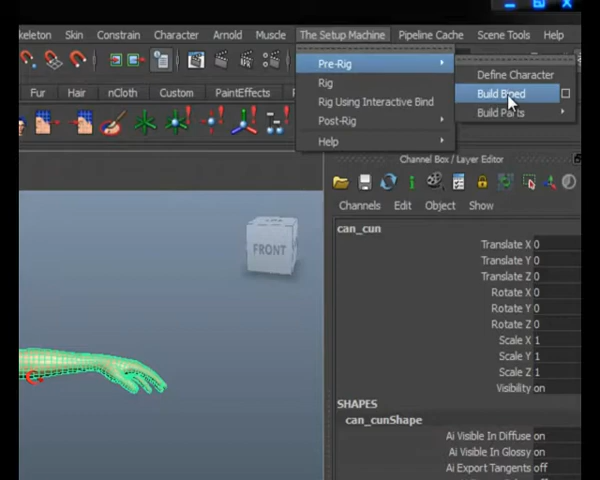 keleton Skin Constrain Character Arnold Muscle The Setup Machine Pipeline Cache Scene Tools Help
Pre-Rig
Rig
Rig Using Interactive Bind
Post-Rig
Help
Define Character
Build Biped
Build Parts
Fur Hair nCloth Custom PaintEffects
Channel Box / Layer Editor
Channels Edit Object Show
can_cun
Translate X 0
Translate Y 0
Translate Z 0
Rotate X 0
Rotate Y 0
Rotate Z 0
Scale X 1
Scale Y 1
Scale Z 1
Visibility on
SHAPES
can_cunShape
Ai Visible In Diffuse on
Ai Visible In Glossy on
Ai Export Tangents off
FRONT